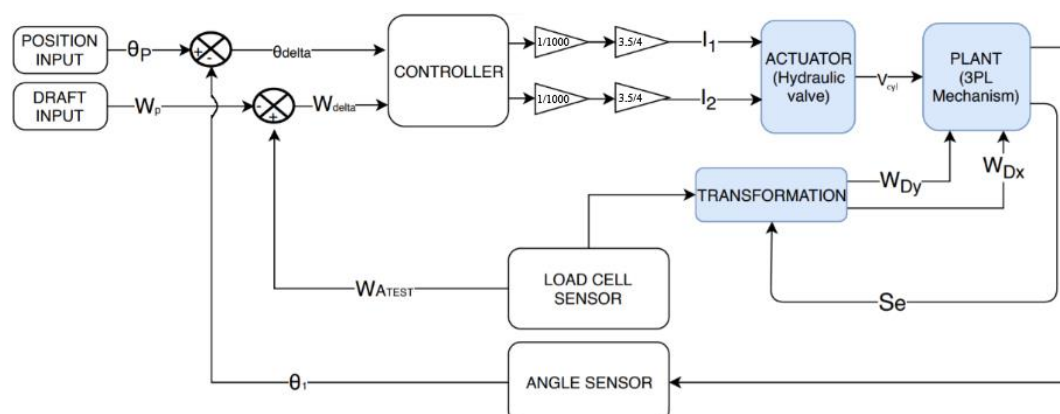 POSITION
INPUT
θP
+
-
θdelta
CONTROLLER
1/1000
3.5/4
I1
ACTUATOR
(Hydraulic
valve)
Vcyl
PLANT
(3PL
Mechanism)
DRAFT
INPUT
Wp
-
+
Wdelta
1/1000
3.5/4
I2
TRANSFORMATION
WDy
WDx
WATEST
LOAD CELL
SENSOR
Se
θ1
ANGLE SENSOR